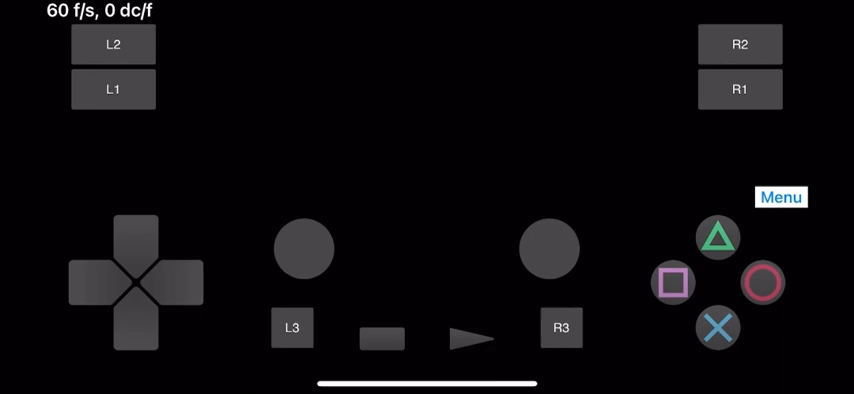 60 f/s, 0 dc/f
L2
R2
L1
R1
Menu
L3
R3